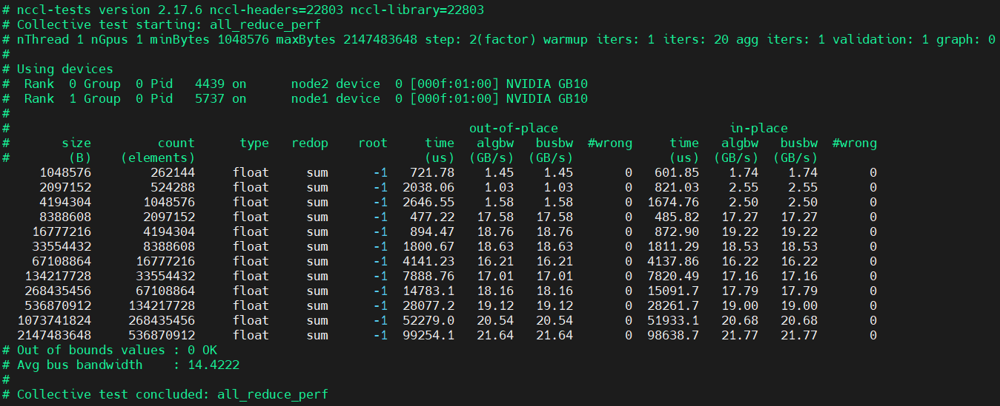 # nccl-tests version 2.17.6 nccl-headers=22803 nccl-library=22803
# Collective test starting: all_reduce_perf
# nThread 1 nGpus 1 minBytes 1048576 maxBytes 2147483648 step: 2(factor) warmup iters: 1 iters: 20 agg iters: 1 validation: 1 graph: 0
#
# Using devices
#  Rank  0 Group  0 Pid   4439 on      node2 device  0 [000f:01:00] NVIDIA GB10
#  Rank  1 Group  0 Pid   5737 on      node1 device  0 [000f:01:00] NVIDIA GB10
#
#                                                              out-of-place                       in-place
#       size         count      type   redop    root     time   algbw   busbw  #wrong     time   algbw   busbw  #wrong
#        (B)    (elements)                               (us)  (GB/s)  (GB/s)             (us)  (GB/s)  (GB/s)
     1048576        262144     float     sum      -1   721.78    1.45    1.45       0   601.85    1.74    1.74       0
     2097152        524288     float     sum      -1  2038.06    1.03    1.03       0   821.03    2.55    2.55       0
     4194304       1048576     float     sum      -1  2646.55    1.58    1.58       0  1674.76    2.50    2.50       0
     8388608       2097152     float     sum      -1   477.22   17.58   17.58       0   485.82   17.27   17.27       0
    16777216       4194304     float     sum      -1   894.47   18.76   18.76       0   872.90   19.22   19.22       0
    33554432       8388608     float     sum      -1  1800.67   18.63   18.63       0  1811.29   18.53   18.53       0
    67108864      16777216     float     sum      -1  4141.23   16.21   16.21       0  4137.86   16.22   16.22       0
   134217728      33554432     float     sum      -1  7888.76   17.01   17.01       0  7820.49   17.16   17.16       0
   268435456      67108864     float     sum      -1  14783.1   18.16   18.16       0  15091.7   17.79   17.79       0
   536870912     134217728     float     sum      -1  28077.2   19.12   19.12       0  28261.7   19.00   19.00       0
  1073741824     268435456     float     sum      -1  52279.0   20.54   20.54       0  51933.1   20.68   20.68       0
  2147483648     536870912     float     sum      -1  99254.1   21.64   21.64       0  98638.7   21.77   21.77       0
# Out of bounds values : 0 OK
# Avg bus bandwidth    : 14.4222
#
# Collective test concluded: all_reduce_perf